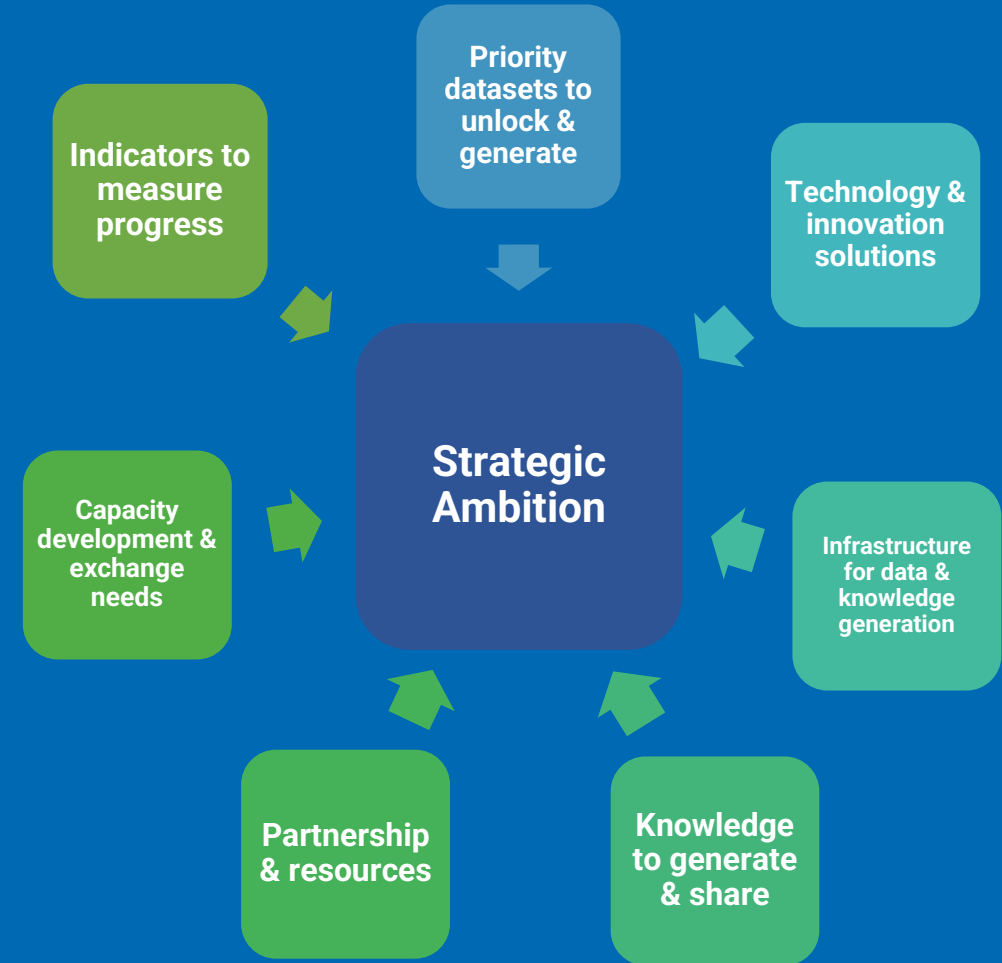 Priority
datasets to
unlock &
generate
Technology &
innovation
solutions
Infrastructure
for data &
knowledge
generation
Knowledge
to generate
& share
Partnership
& resources
Capacity
development &
exchange
needs
Indicators to
measure
progress
Strategic
Ambition